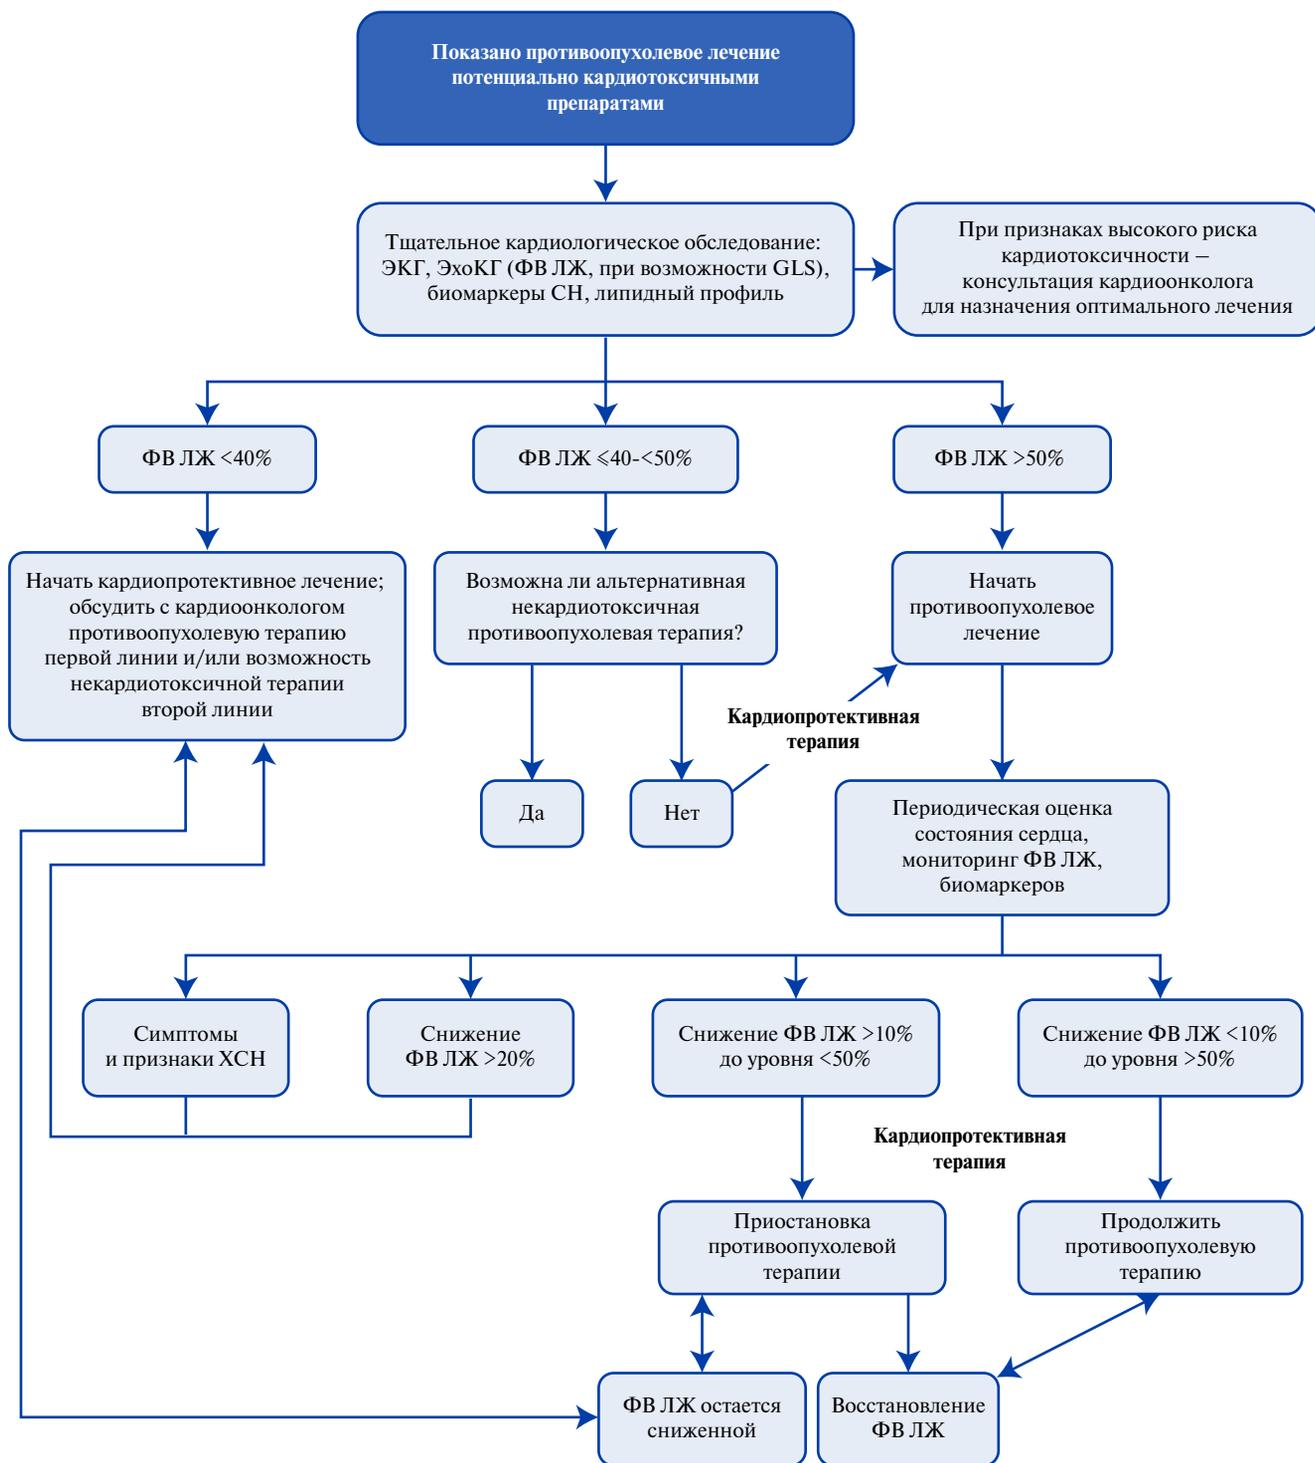 Показано противоопухолевое лечение
потенциально кардиотоксичными
препаратами
Тщательное кардиологическое обследование:
ЭКГ, ЭхоКГ (ФВ ЛЖ, при возможности GLS),
биомаркеры СН, липидный профиль
При признаках высокого риска
кардиотоксичности –
консультация кардиоонколога
для назначения оптимального лечения
ФВ ЛЖ <40%
ФВ ЛЖ ⩽40-<50%
ФВ ЛЖ >50%
Начать кардиопротективное лечение;
обсудить с кардиоонкологом
противоопухолевую терапию
первой линии и/или возможность
некардиотоксичной терапии
второй линии
Возможна ли альтернативная
некардиотоксичная
противоопухолевая терапия?
Начать
противоопухолевое
лечение
Кардиопротективная
терапия
Да
Нет
Периодическая оценка
состояния сердца,
мониторинг ФВ ЛЖ,
биомаркеров
Симптомы
и признаки ХСН
Снижение
ФВ ЛЖ >20%
Снижение ФВ ЛЖ >10%
до уровня <50%
Снижение ФВ ЛЖ <10%
до уровня >50%
Кардиопротективная
терапия
Приостановка
противоопухолевой
терапии
Продолжить
противоопухолевую
терапию
ФВ ЛЖ остается
сниженной
Восстановление
ФВ ЛЖ